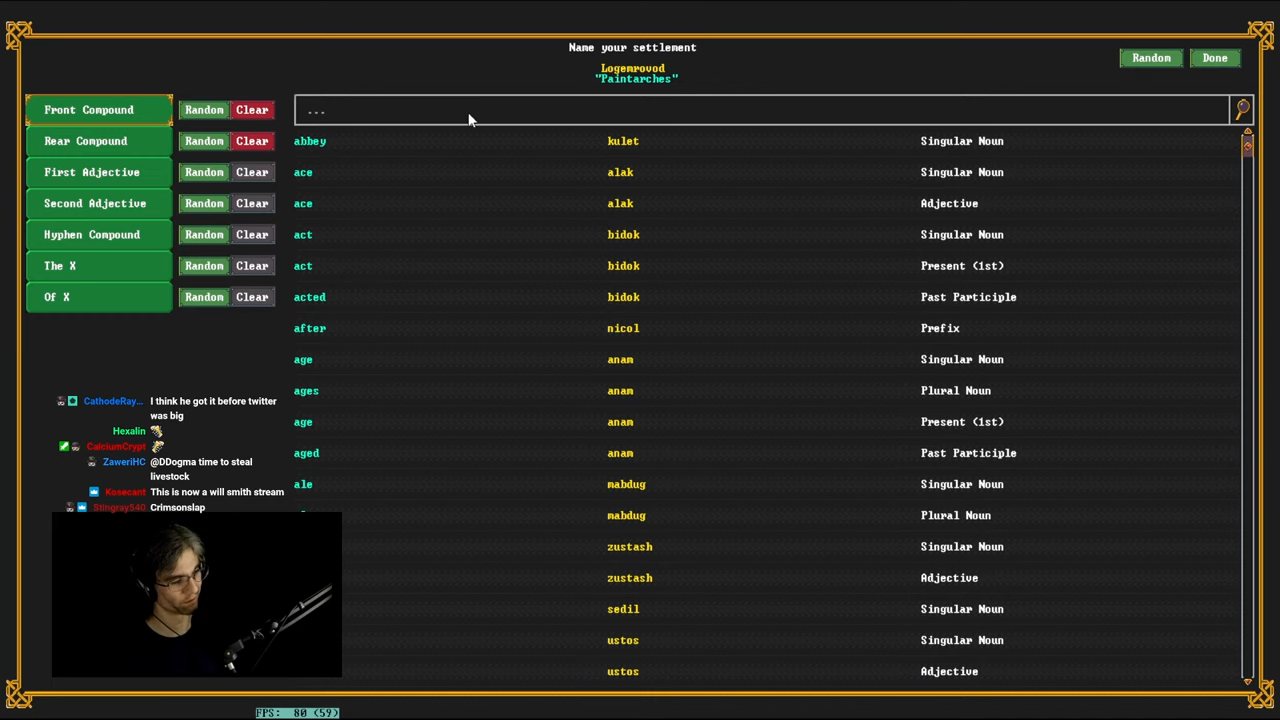 Name your settlement
Logemrovod
"Paintarches"
Random Done
Front Compound Random Clear ...
Rear Compound Random Clear abbey kulet Singular Noun
First Adjective Random Clear ace alak Singular Noun
Second Adjective Random Clear ace alak Adjective
Hyphen Compound Random Clear act bidok Singular Noun
The X Random Clear act bidok Present (1st)
Of X Random Clear acted bidok Past Participle
after nicol Prefix
age anam Singular Noun
ages anam Plural Noun
age anam Present (1st)
aged anam Past Participle
ale mabdug Singular Noun
mabdug Plural Noun
zustash Singular Noun
zustash Adjective
sedil Singular Noun
ustos Singular Noun
ustos Adjective
CathodeRay... I think he got it before twitter
was big
Hexalin
CalciumCrypt
ZaweriHC @DDogma time to steal
livestock
Kosecant This is now a will smith stream
Stingray540 Crimsonslap
FPS: 80 (59)